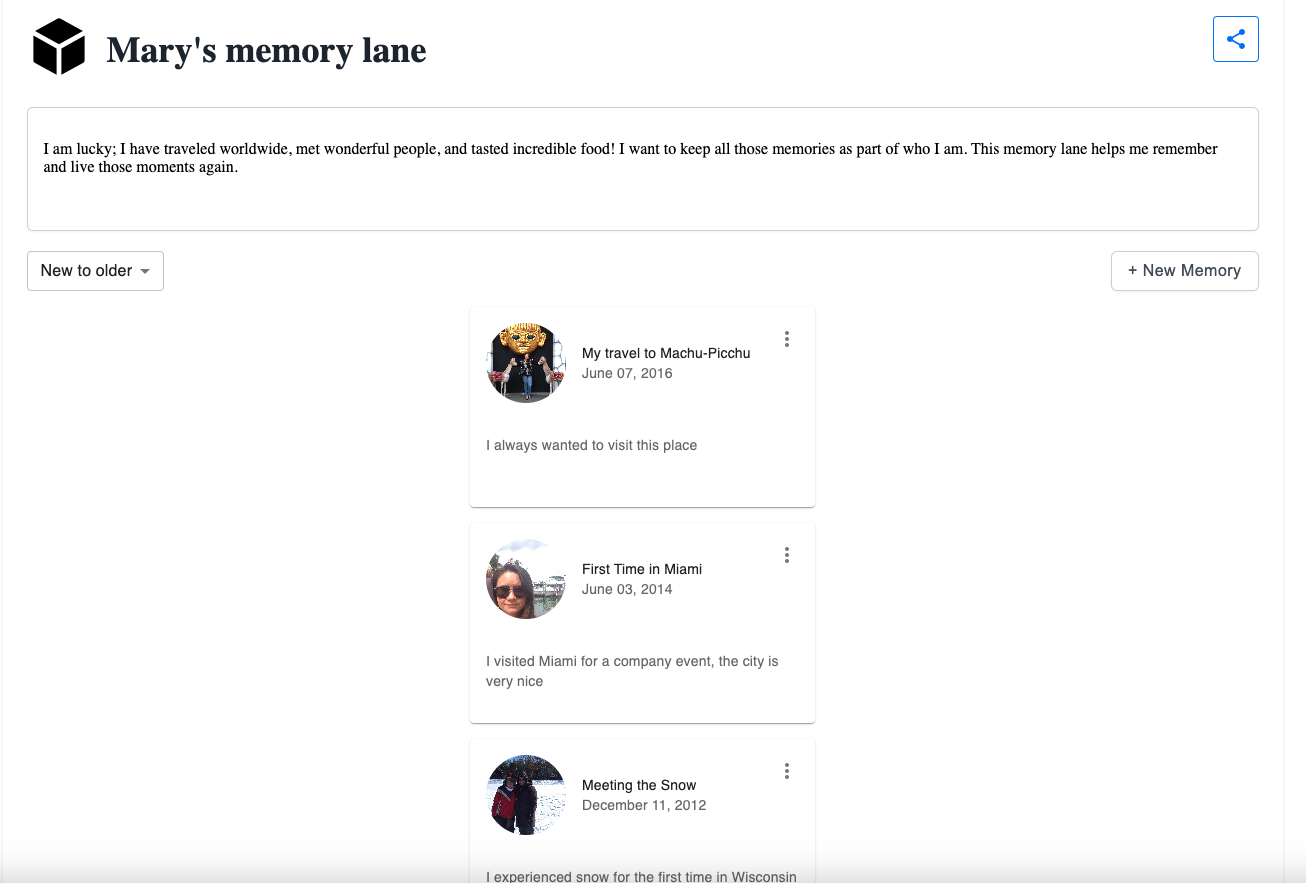 Mary's memory lane
I am lucky; I have traveled worldwide, met wonderful people, and tasted incredible food! I want to keep all those memories as part of who I am. This memory lane helps me remember
and live those moments again.
New to older
+ New Memory
My travel to Machu-Picchu
June 07, 2016
I always wanted to visit this place
First Time in Miami
June 03, 2014
I visited Miami for a company event, the city is
very nice
Meeting the Snow
December 11, 2012
I experienced snow for the first time in Wisconsin